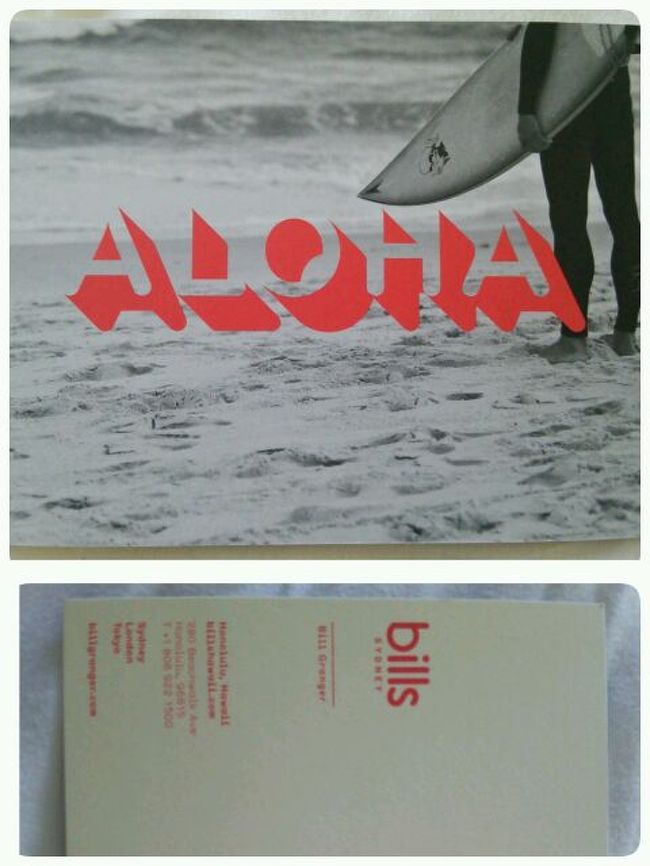 ALOHA
bills
SYDNEY
Bill Granger
Honolulu, Hawaii
billshawaii.com
280 Beachwalk Ave
Honolulu, 96815
T +1 808 922 1500
Sydney
London
Tokyo
billgranger.com